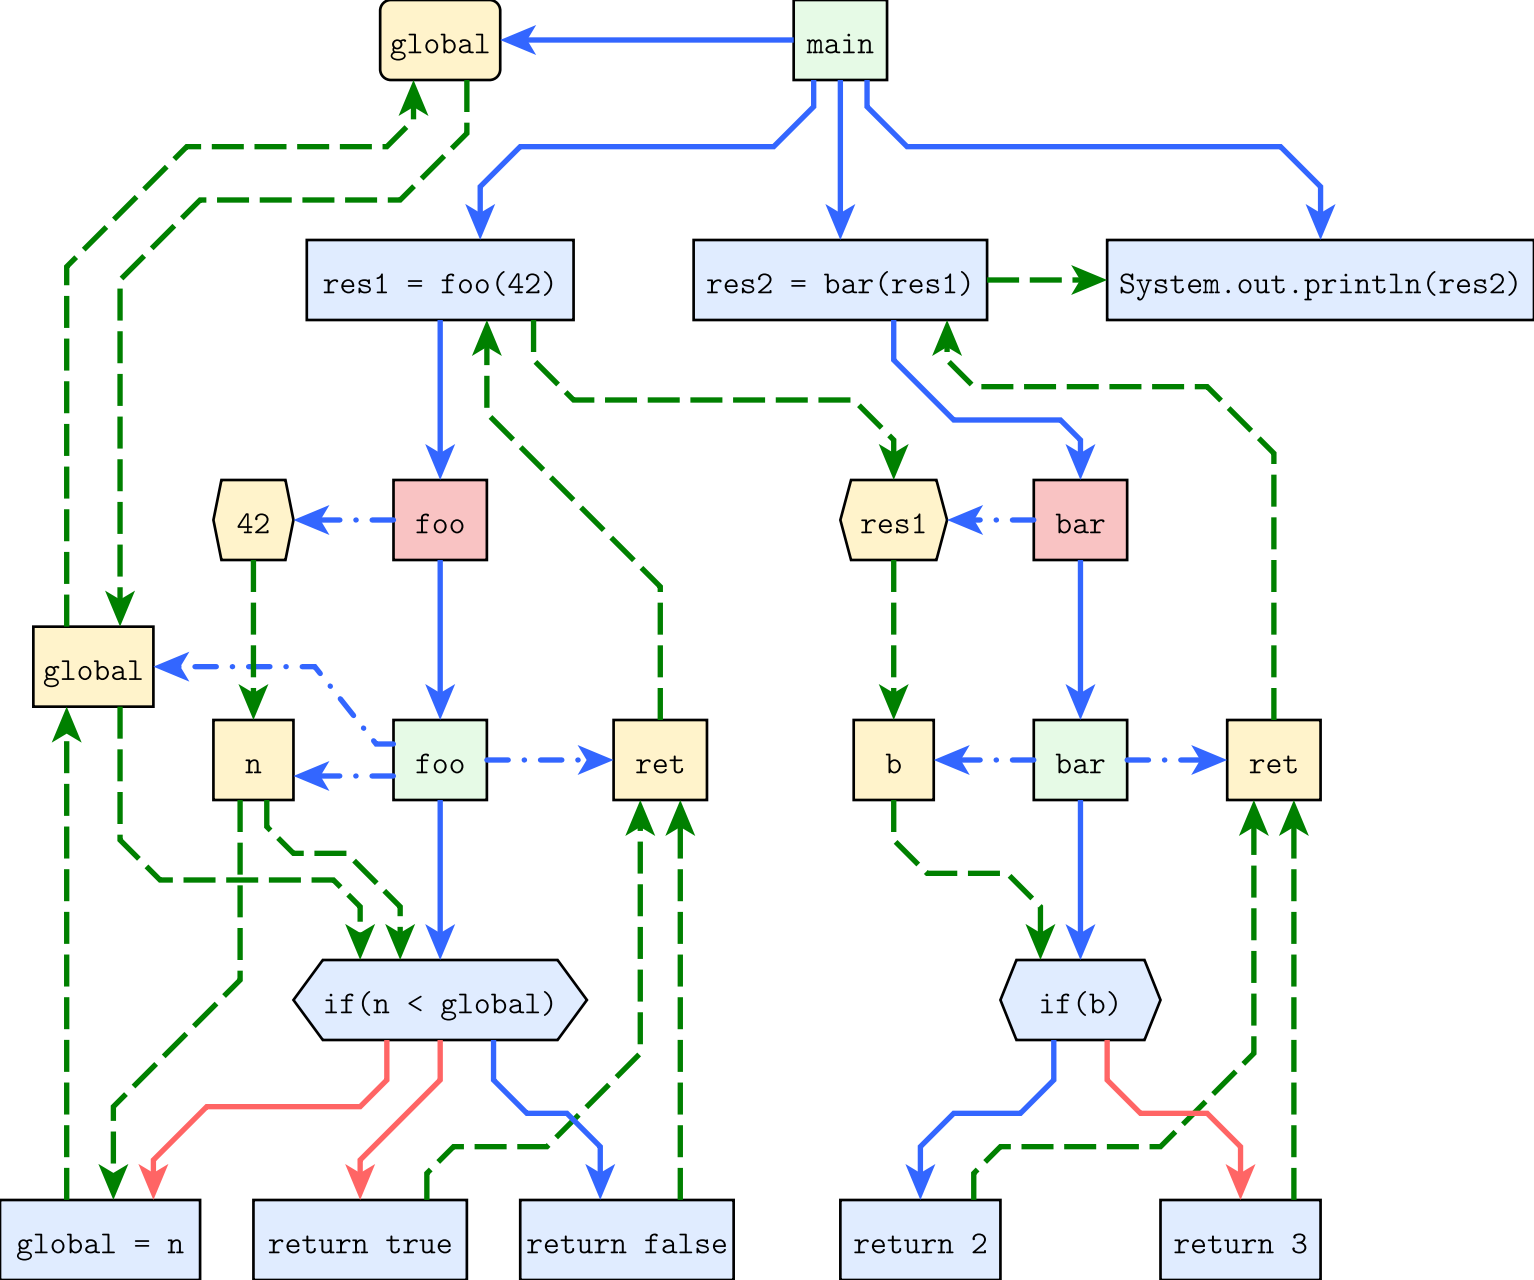 global
main
res1 = foo(42)
res2 = bar(res1)
System.out.println(res2)
42
foo
res1
bar
global
n
foo
ret
b
bar
ret
if(n < global)
if(b)
global = n
return true
return false
return 2
return 3